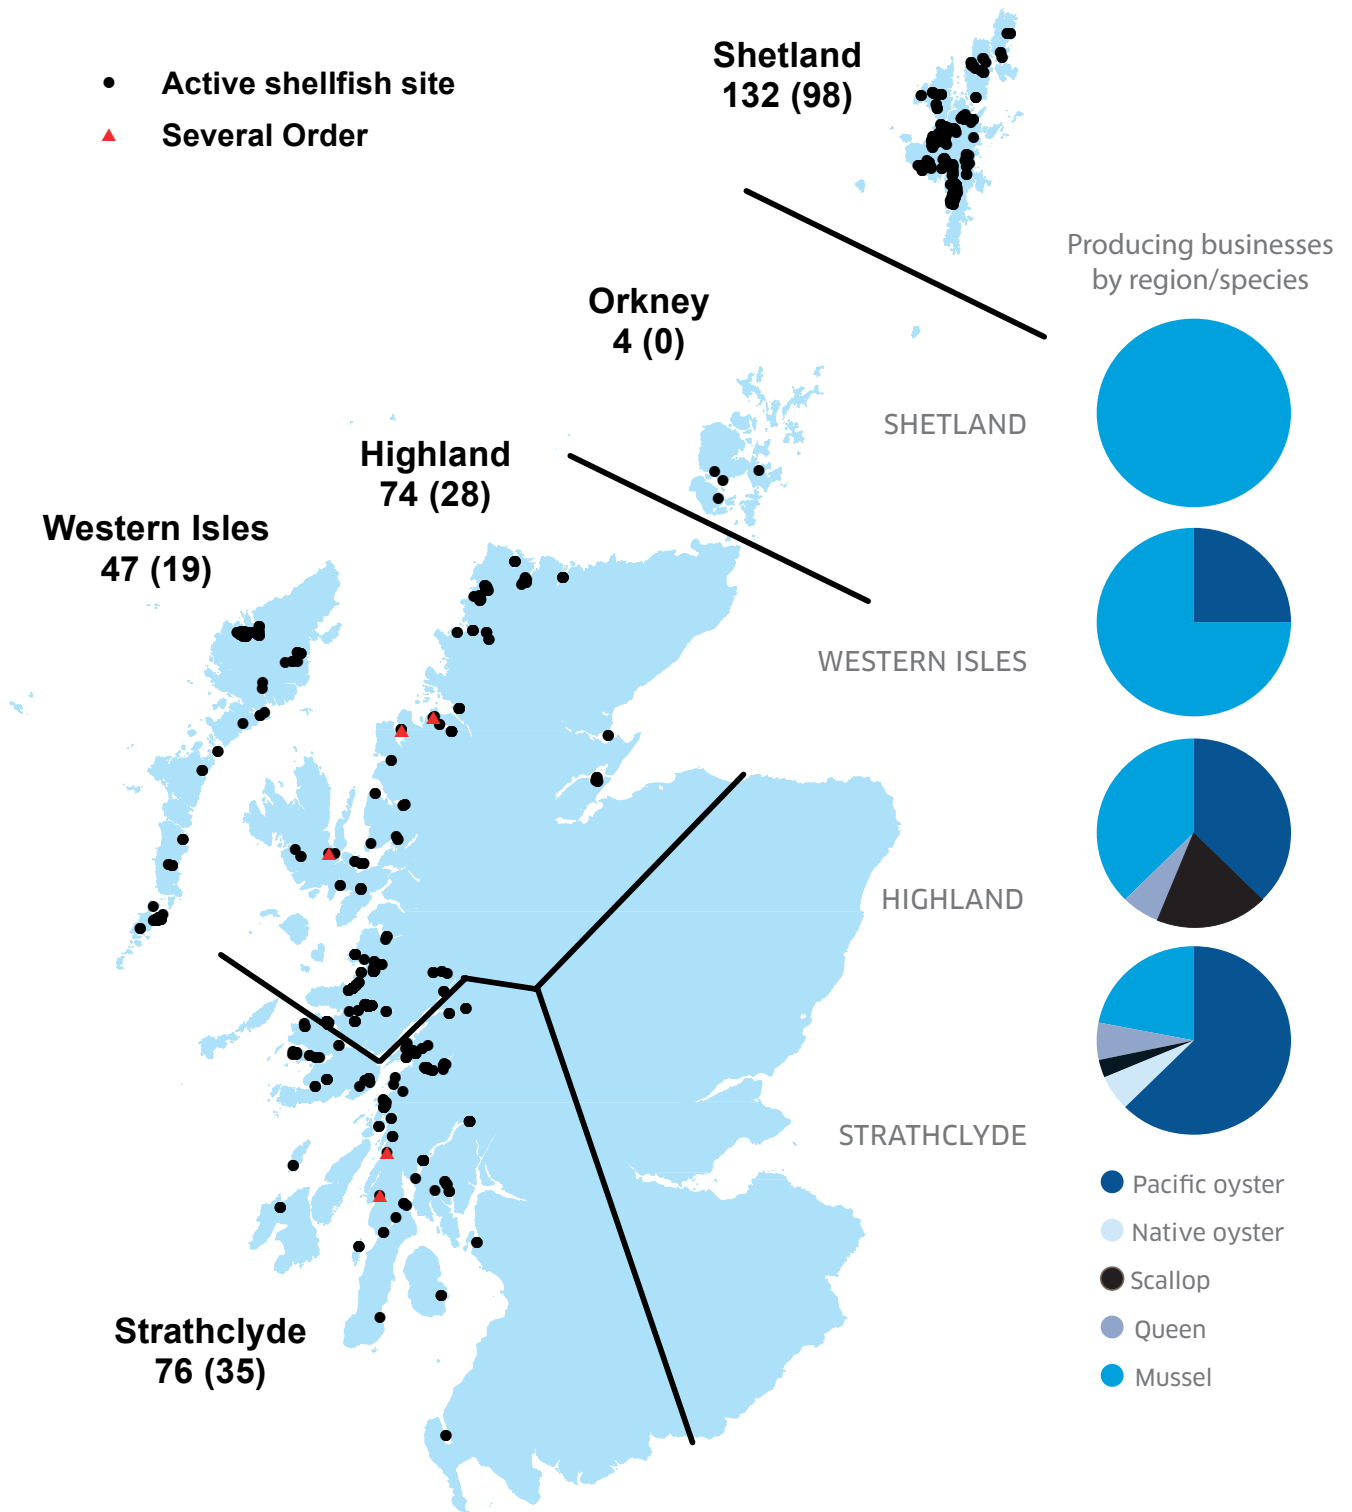 Active shellfish site
Several Order
Shetland
132 (98)
Producing businesses
by region/species
Orkney
4 (0)
SHETLAND
Highland
74 (28)
Western Isles
47 (19)
WESTERN ISLES
HIGHLAND
STRATHCLYDE
Pacific oyster
Native oyster
Scallop
Queen
Mussel
Strathclyde
76 (35)